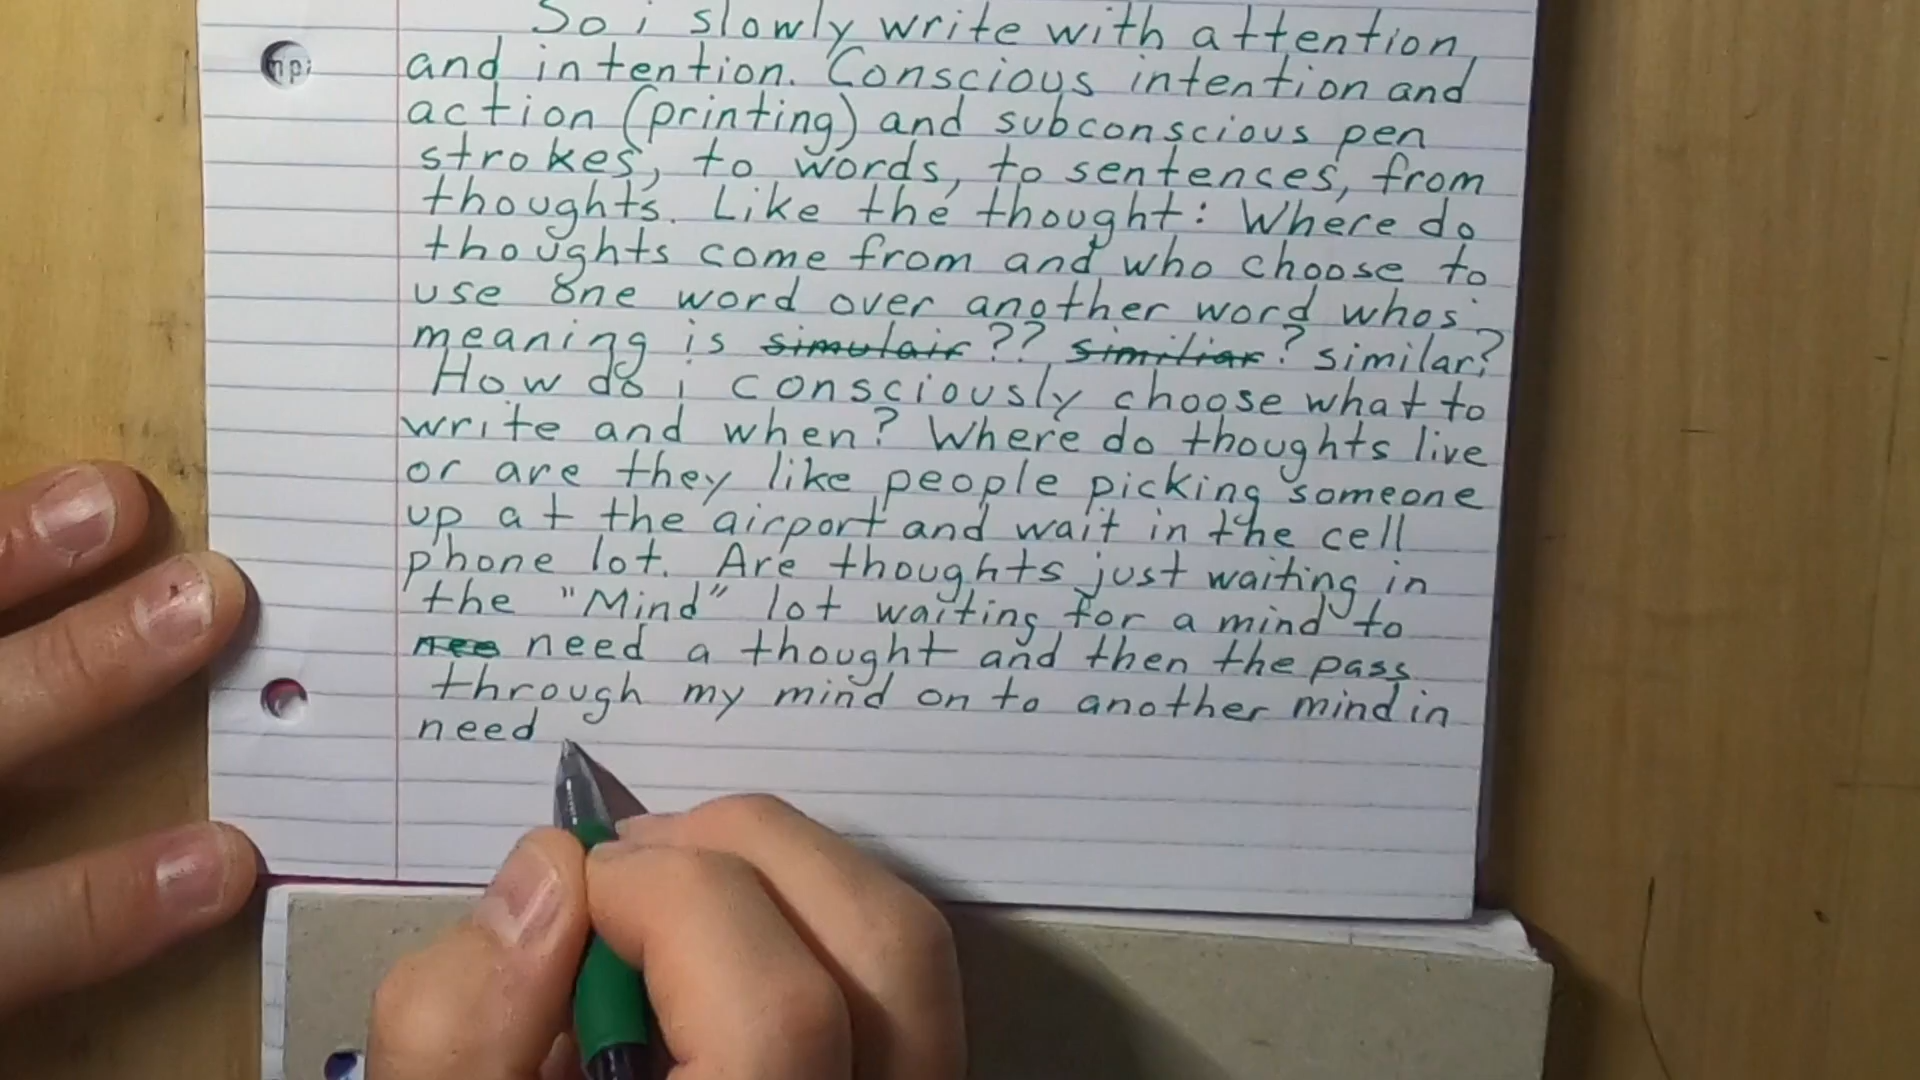 So i slowly write with attention
and intention. Conscious intention and
action (printing) and subconscious pen
strokes, to words, to sentences, from
thoughts. Like the thought: Where do
thoughts come from and who choose to
use one word over another word whos
meaning is simulair?? similiar? similar?
How do i consciously choose what to
write and when? Where do thoughts live
or are they like people picking someone
up at the airport and wait in the cell
phone lot. Are thoughts just waiting in
the "Mind" lot waiting for a mind to
nee need a thought and then the pass
through my mind on to another mind in
need